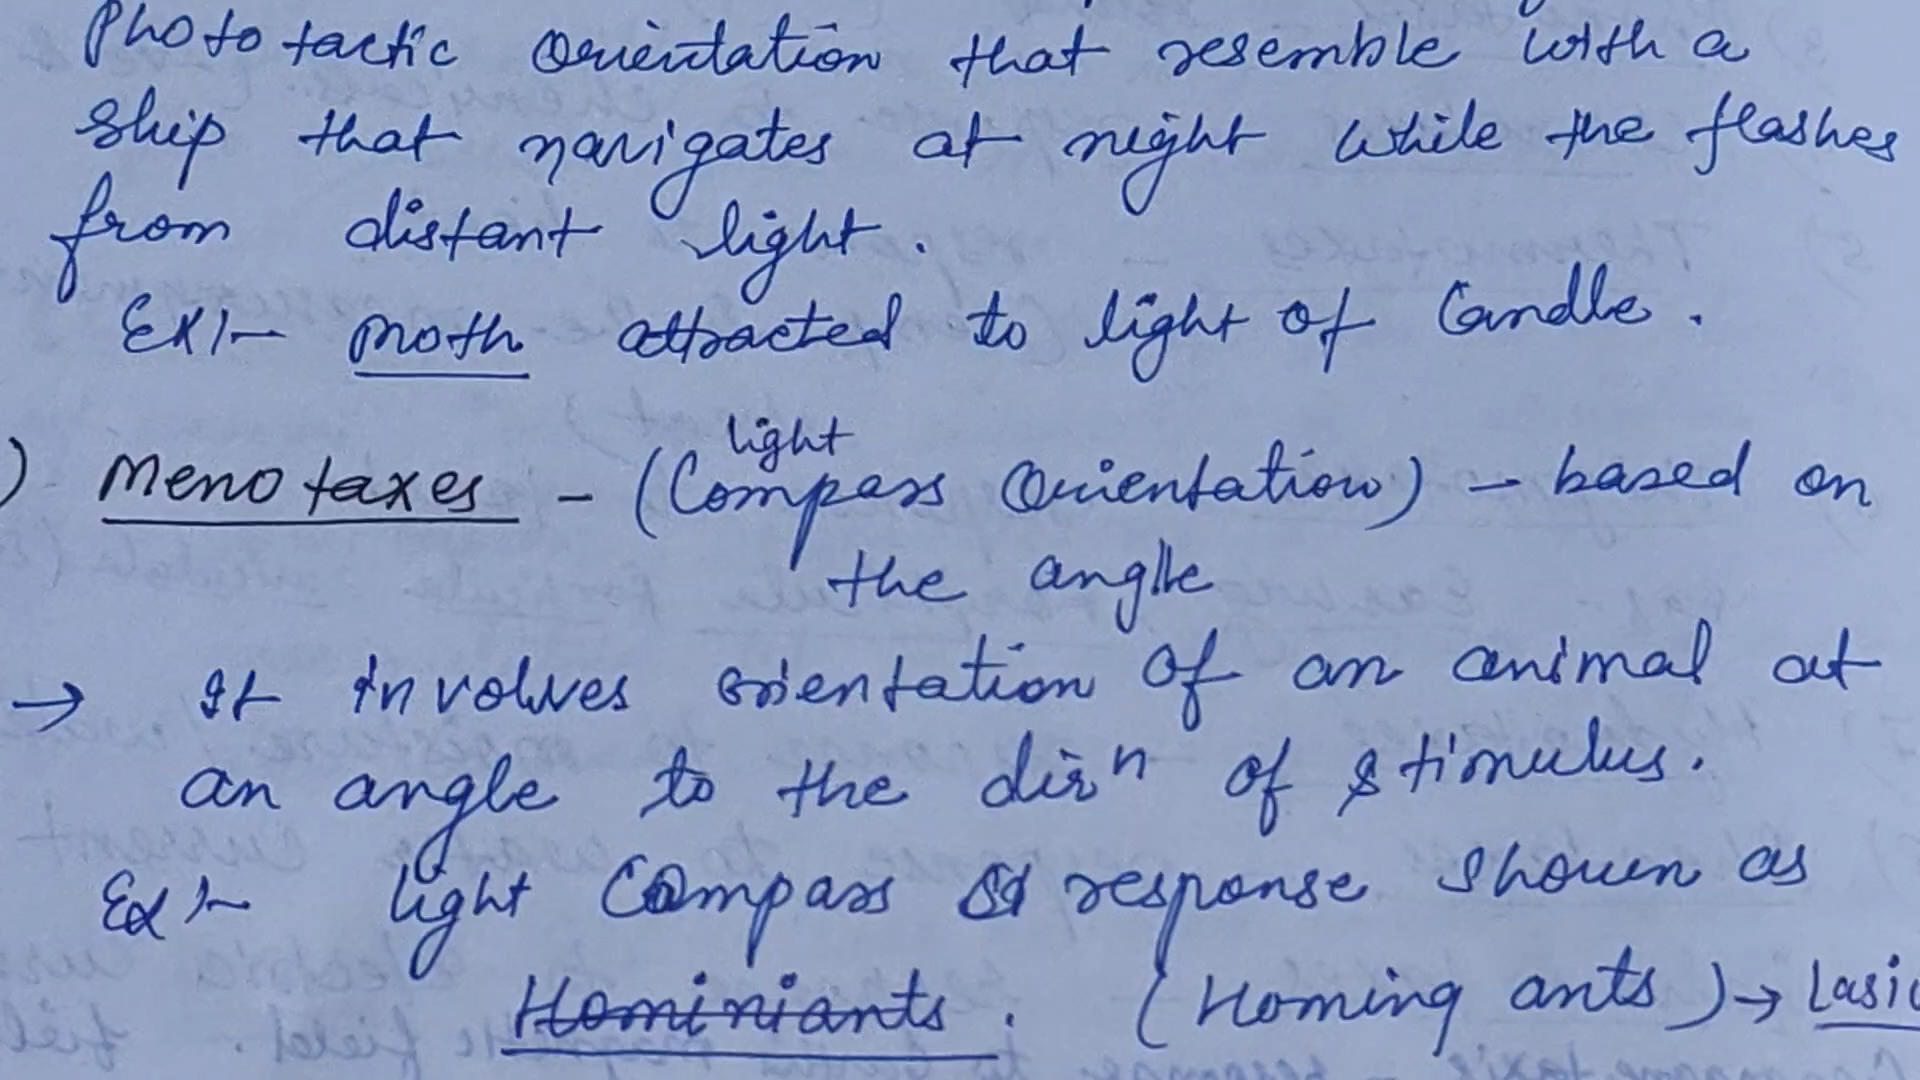 Phototactic Orientation that resemble with a
ship that navigates at night while the flashes
from distant light.
Ex:- moth attracted to light of Candle.
) Menotaxes - (Compass Orientation) - based on
light
the angle
→ It involves orientation of an animal at
an angle to the dirⁿ of stimulus.
Ex:- light Compass response shown as
Hominiants. (Homing ants) → Lasi